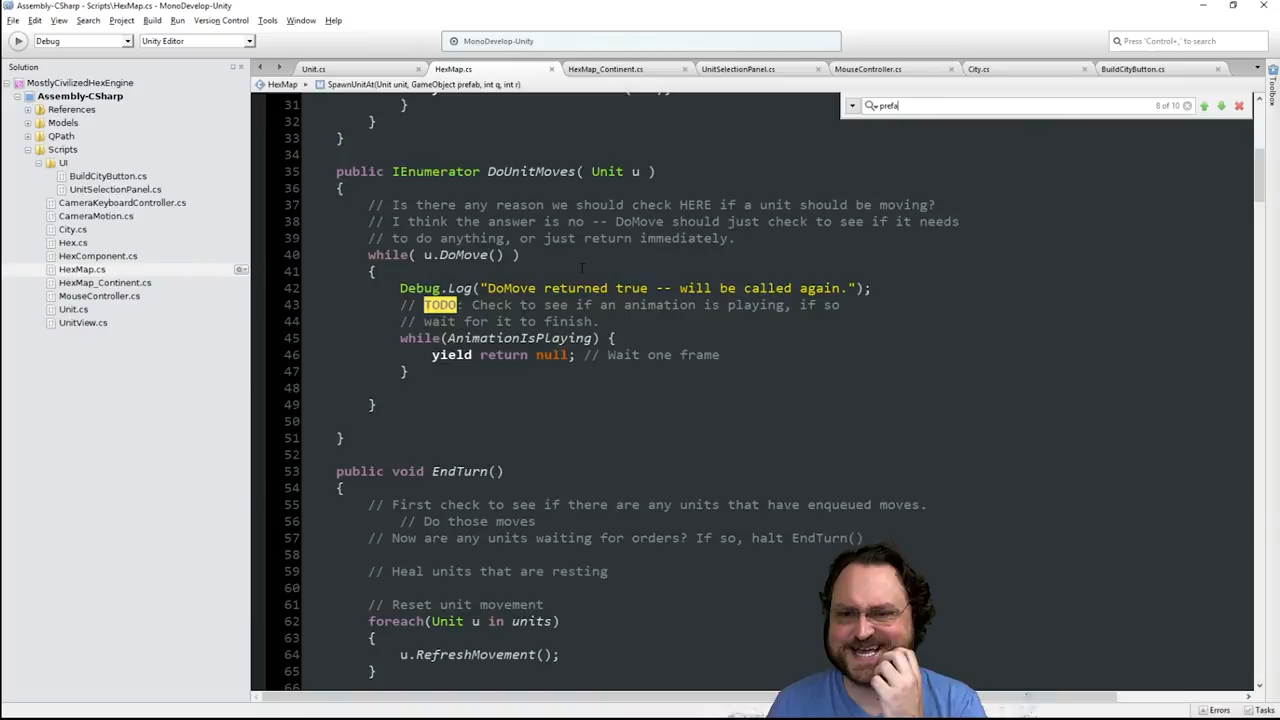 Assembly-CSharp - Scripts\HexMap.cs - MonoDevelop-Unity
File Edit View Search Project Build Run Version Control Tools Window Help
Debug Unity Editor MonoDevelop-Unity Press 'Control+,' to search
Solution
MostlyCivilizedHexEngine
Assembly-CSharp
References
Models
QPath
Scripts
UI
BuildCityButton.cs
UnitSelectionPanel.cs
CameraKeyboardController.cs
CameraMotion.cs
City.cs
Hex.cs
HexComponent.cs
HexMap.cs
HexMap_Continent.cs
MouseController.cs
Unit.cs
UnitView.cs
Unit.cs HexMap.cs HexMap_Continent.cs UnitSelectionPanel.cs MouseController.cs City.cs BuildCityButton.cs
HexMap SpawnUnitAt(Unit unit, GameObject prefab, int q, int r)
prefa 8 of 10
Toolbox
31 }
32 }
33 }
34
35 public IEnumerator DoUnitMoves( Unit u )
36 {
37 // Is there any reason we should check HERE if a unit should be moving?
38 // I think the answer is no -- DoMove should just check to see if it needs
39 // to do anything, or just return immediately.
40 while( u.DoMove() )
41 {
42 Debug.Log("DoMove returned true -- will be called again.");
43 // TODO: Check to see if an animation is playing, if so
44 // wait for it to finish.
45 while(AnimationIsPlaying) {
46 yield return null; // Wait one frame
47 }
48
49 }
50
51 }
52
53 public void EndTurn()
54 {
55 // First check to see if there are any units that have enqueued moves.
56 // Do those moves
57 // Now are any units waiting for orders? If so, halt EndTurn()
58
59 // Heal units that are resting
60
61 // Reset unit movement
62 foreach(Unit u in units)
63 {
64 u.RefreshMovement();
65 }
66
Errors Tasks